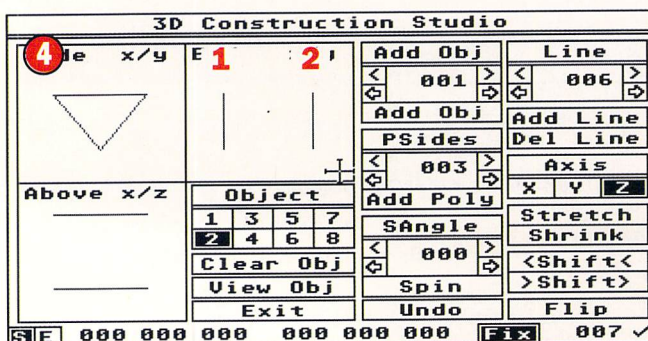 3D Construction Studio
4
de x/y
E
1
2
Above x/z
Object
1 3 5 7
2 4 6 8
Clear Obj
View Obj
Exit
Add Obj
< 001 >
Add Obj
PSides
< 003 >
Add Poly
SAngle
< 000 >
Spin
Undo
Line
< 006 >
Add Line
Del Line
Axis
X Y Z
Stretch
Shrink
<Shift<
>Shift>
Flip
S E 000 000 000 000 000 000 Fix 007 ✓